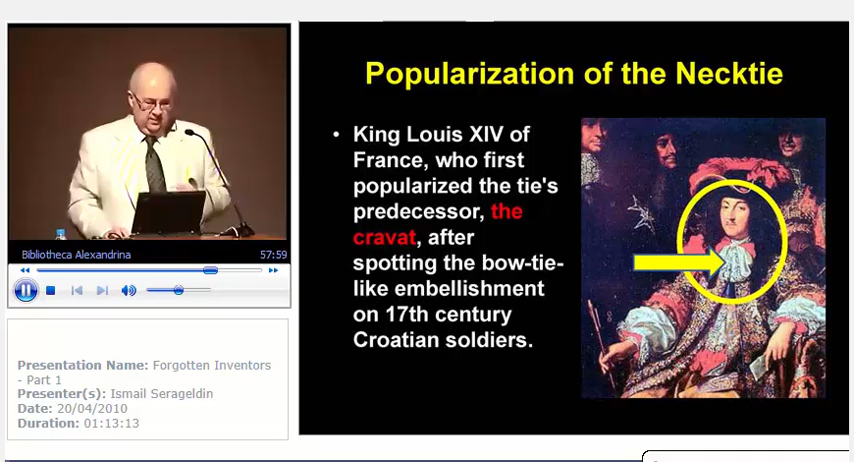 Bibliotheca Alexandrina 57:59
Presentation Name: Forgotten Inventors
- Part 1
Presenter(s): Ismail Serageldin
Date: 20/04/2010
Duration: 01:13:13
Popularization of the Necktie
• King Louis XIV of
France, who first
popularized the tie's
predecessor, the
cravat, after
spotting the bow-tie-
like embellishment
on 17th century
Croatian soldiers.